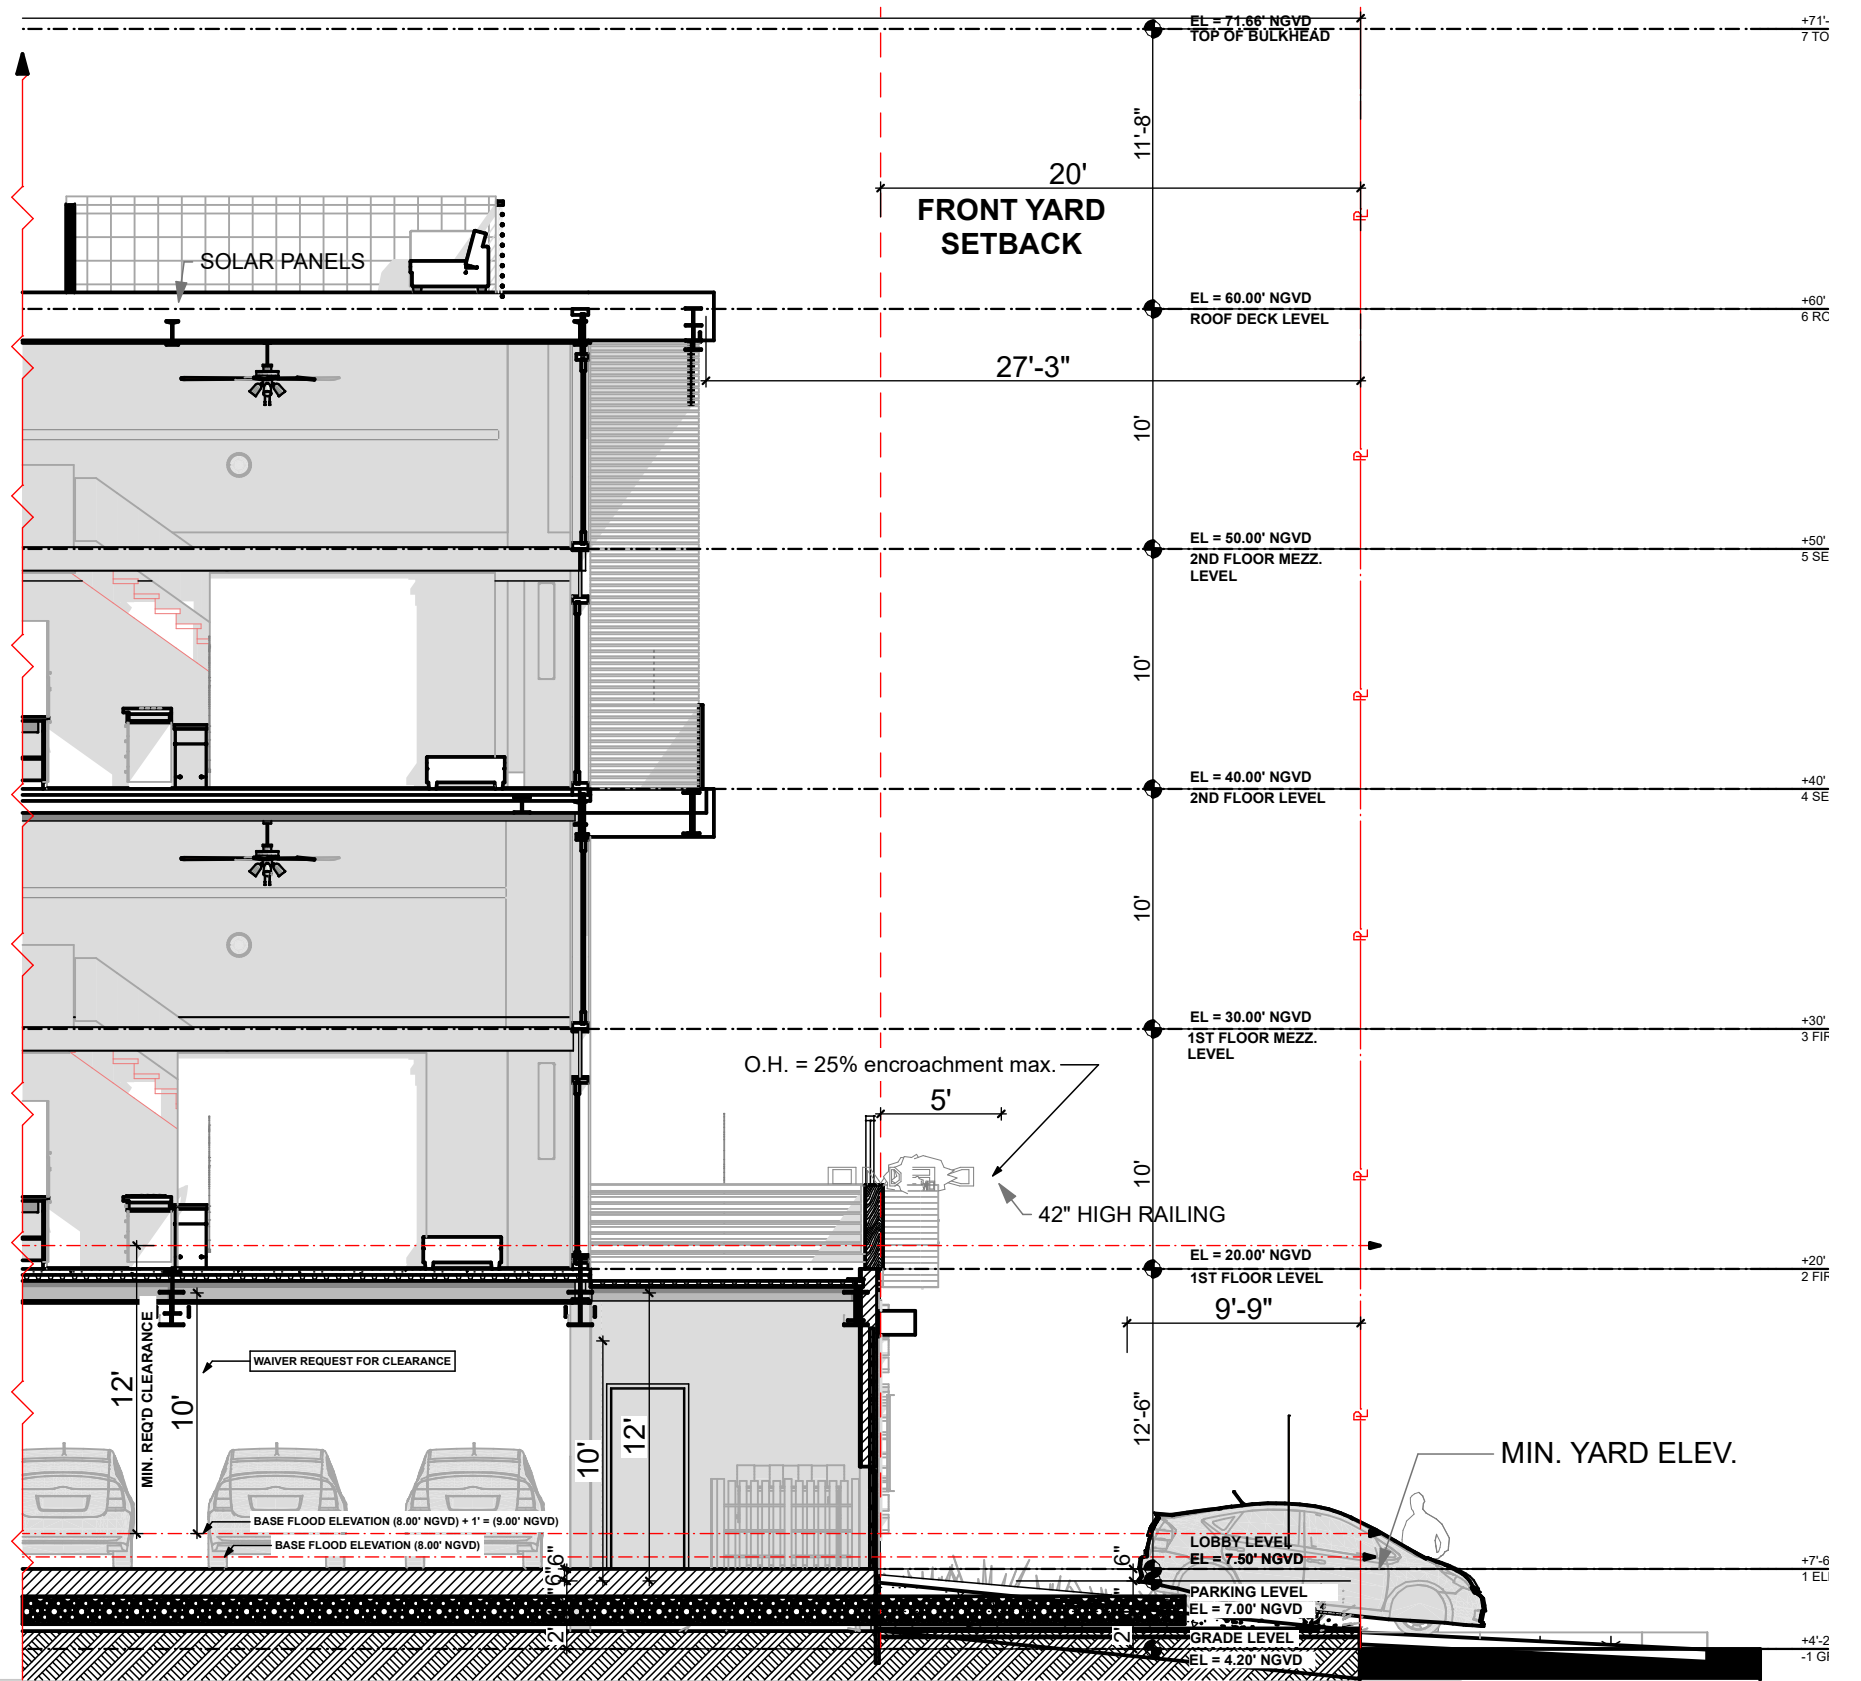 EL = 71.66' NGVD
TOP OF BULKHEAD
+71'-
7 TO
11'-8"
20'
FRONT YARD
SETBACK
SOLAR PANELS
EL = 60.00' NGVD
ROOF DECK LEVEL
+60'
6 RO
27'-3"
10'
EL = 50.00' NGVD
2ND FLOOR MEZZ.
LEVEL
+50'
5 SE
10'
EL = 40.00' NGVD
2ND FLOOR LEVEL
+40'
4 SE
10'
EL = 30.00' NGVD
1ST FLOOR MEZZ.
LEVEL
+30'
3 FIR
O.H. = 25% encroachment max.
5'
10'
42" HIGH RAILING
EL = 20.00' NGVD
1ST FLOOR LEVEL
+20'
2 FIR
9'-9"
12'
MIN. REQ'D CLEARANCE
10'
WAIVER REQUEST FOR CLEARANCE
10'
12'
12'-6"
MIN. YARD ELEV.
BASE FLOOD ELEVATION (8.00' NGVD) + 1' = (9.00' NGVD)
BASE FLOOD ELEVATION (8.00' NGVD)
LOBBY LEVEL
EL = 7.50' NGVD
+7'-6
1 EL
PARKING LEVEL
EL = 7.00' NGVD
GRADE LEVEL
EL = 4.20' NGVD
+4'-2
-1 G